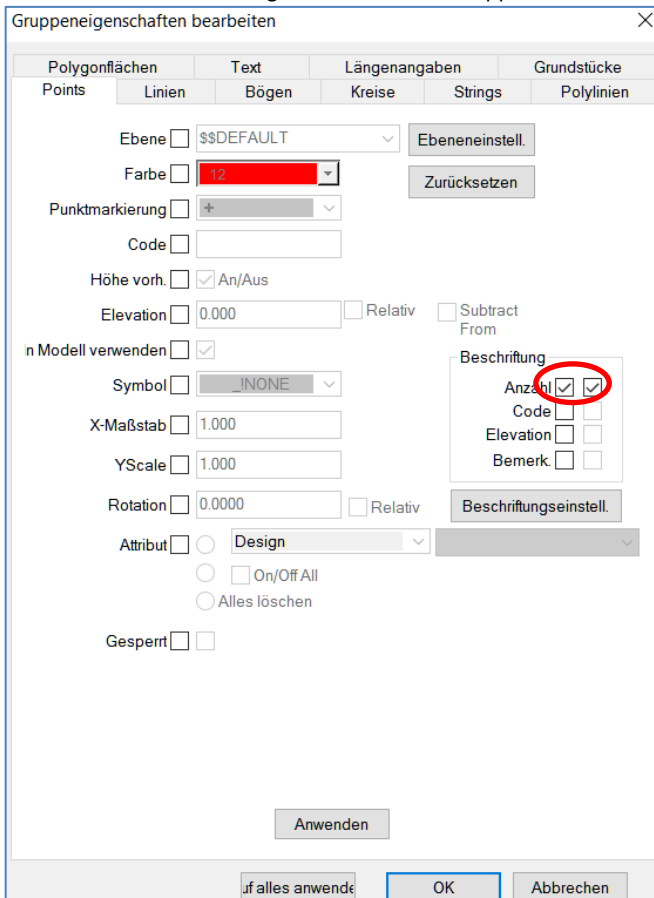 Gruppeneigenschaften bearbeiten
Polygonflächen Text Längenangaben Grundstücke
Points Linien Bögen Kreise Strings Polylinien
Ebene $$DEFAULT Ebeneneinstell.
Farbe 12 Zurücksetzen
Punktmarkierung +
Code
Höhe vorh. An/Aus
Elevation 0.000 Relativ Subtract From
n Modell verwenden
Beschriftung
Symbol _!NONE Anzahl
Code
X-Maßstab 1.000
Elevation
YScale 1.000 Bemerk.
Rotation 0.0000 Relativ Beschriftungseinstell.
Attribut Design
On/Off All
Alles löschen
Gesperrt
Anwenden
uf alles anwende OK Abbrechen